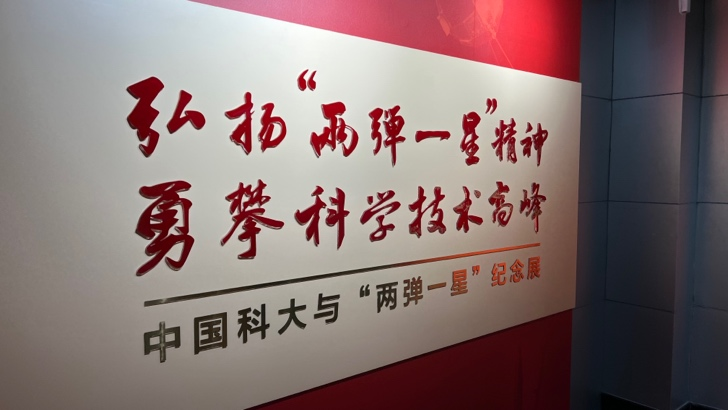 弘扬“两弹一星”精神
勇攀科学技术高峰
中国科大与“两弹一星”纪念展